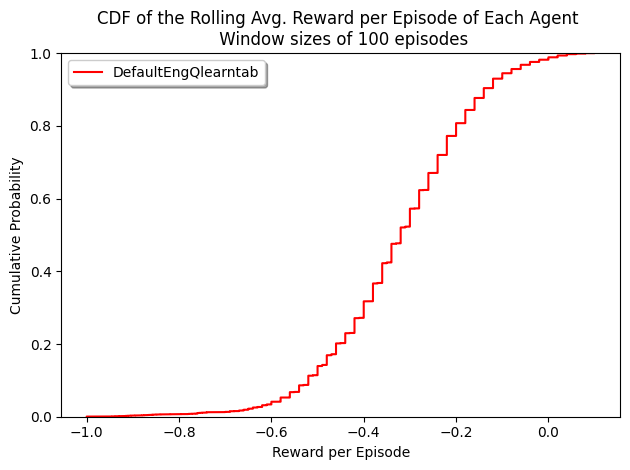 CDF of the Rolling Avg. Reward per Episode of Each Agent
Window sizes of 100 episodes
DefaultEngQlearntab
Cumulative Probability
1.0
0.8
0.6
0.4
0.2
0.0
−1.0 −0.8 −0.6 −0.4 −0.2 0.0
Reward per Episode